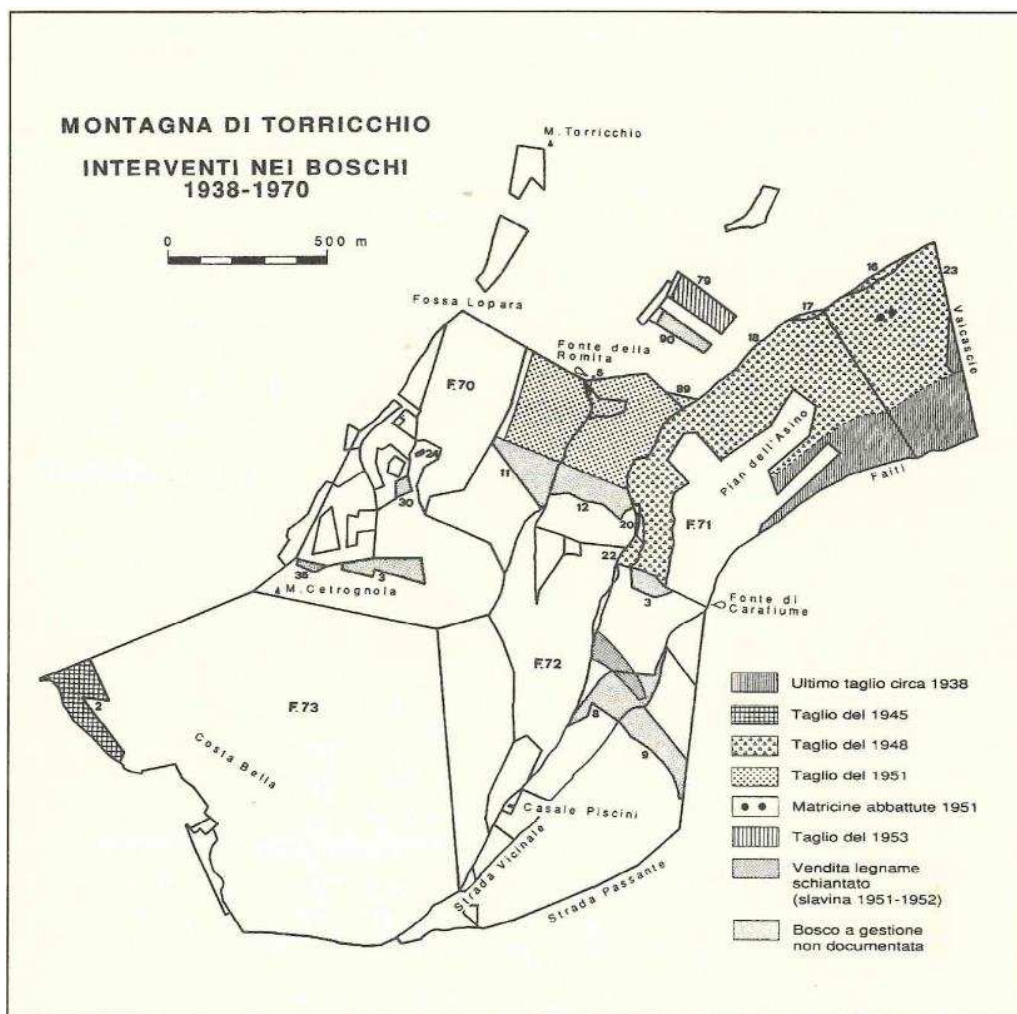 MONTAGNA DI TORRICCHIO
INTERVENTI NEI BOSCHI
1938-1970
0 500 m
M. Torricchio
Fossa Lopara
Fonte della
Romita
79
90
16
17
18
23
Valcascie
F.70
24
30
11
12
20
22
89
Pian dell'Asino
Faiti
F.71
36
3
M. Cetrognola
3
Fonte di
Carafiume
F.72
F.73
2
Costa Bella
8
9
Casale Piscini
Strada Vicinale
Strada Passante
Ultimo taglio circa 1938
Taglio del 1945
Taglio del 1948
Taglio del 1951
Matricine abbattute 1951
Taglio del 1953
Vendita legname
schiantato
(slavina 1951-1952)
Bosco a gestione
non documentata